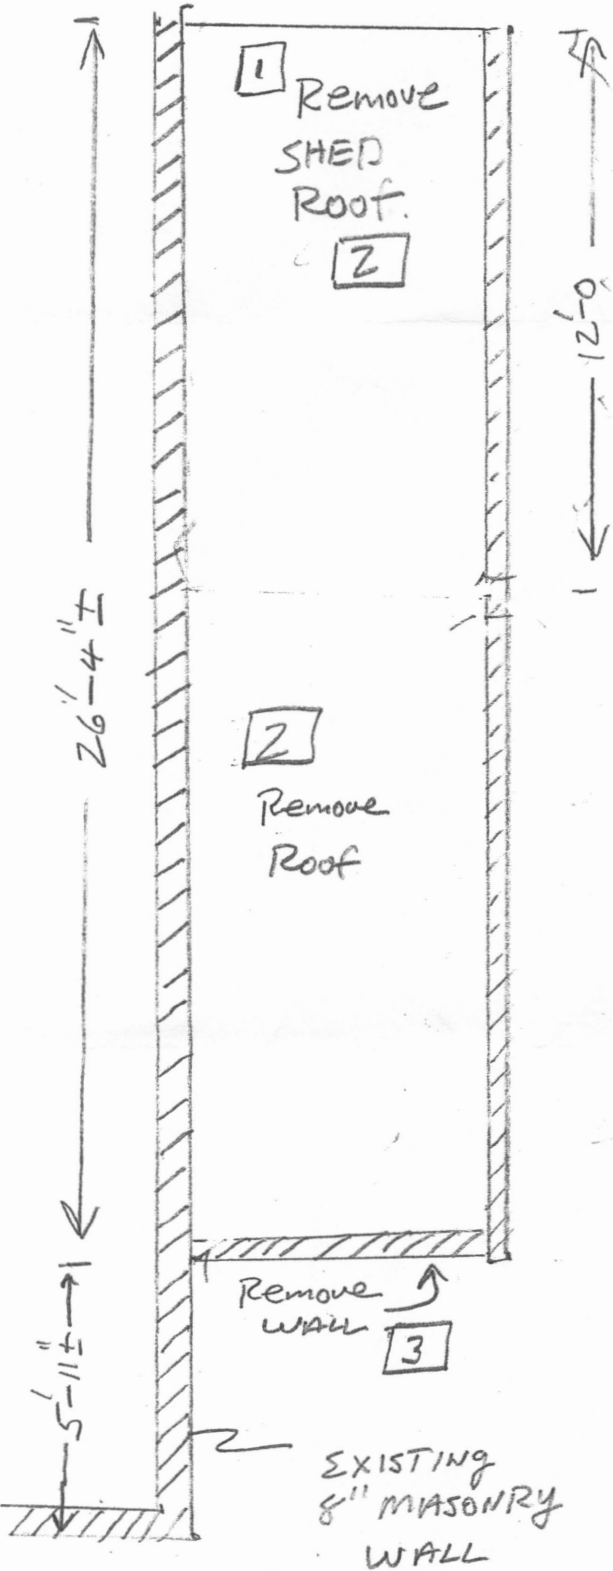 1
Remove
SHED
Roof.
2
12'-0
26'-4"±
2
Remove
Roof
Remove
WALL
3
5'-11"±
EXISTING
8" MASONRY
WALL